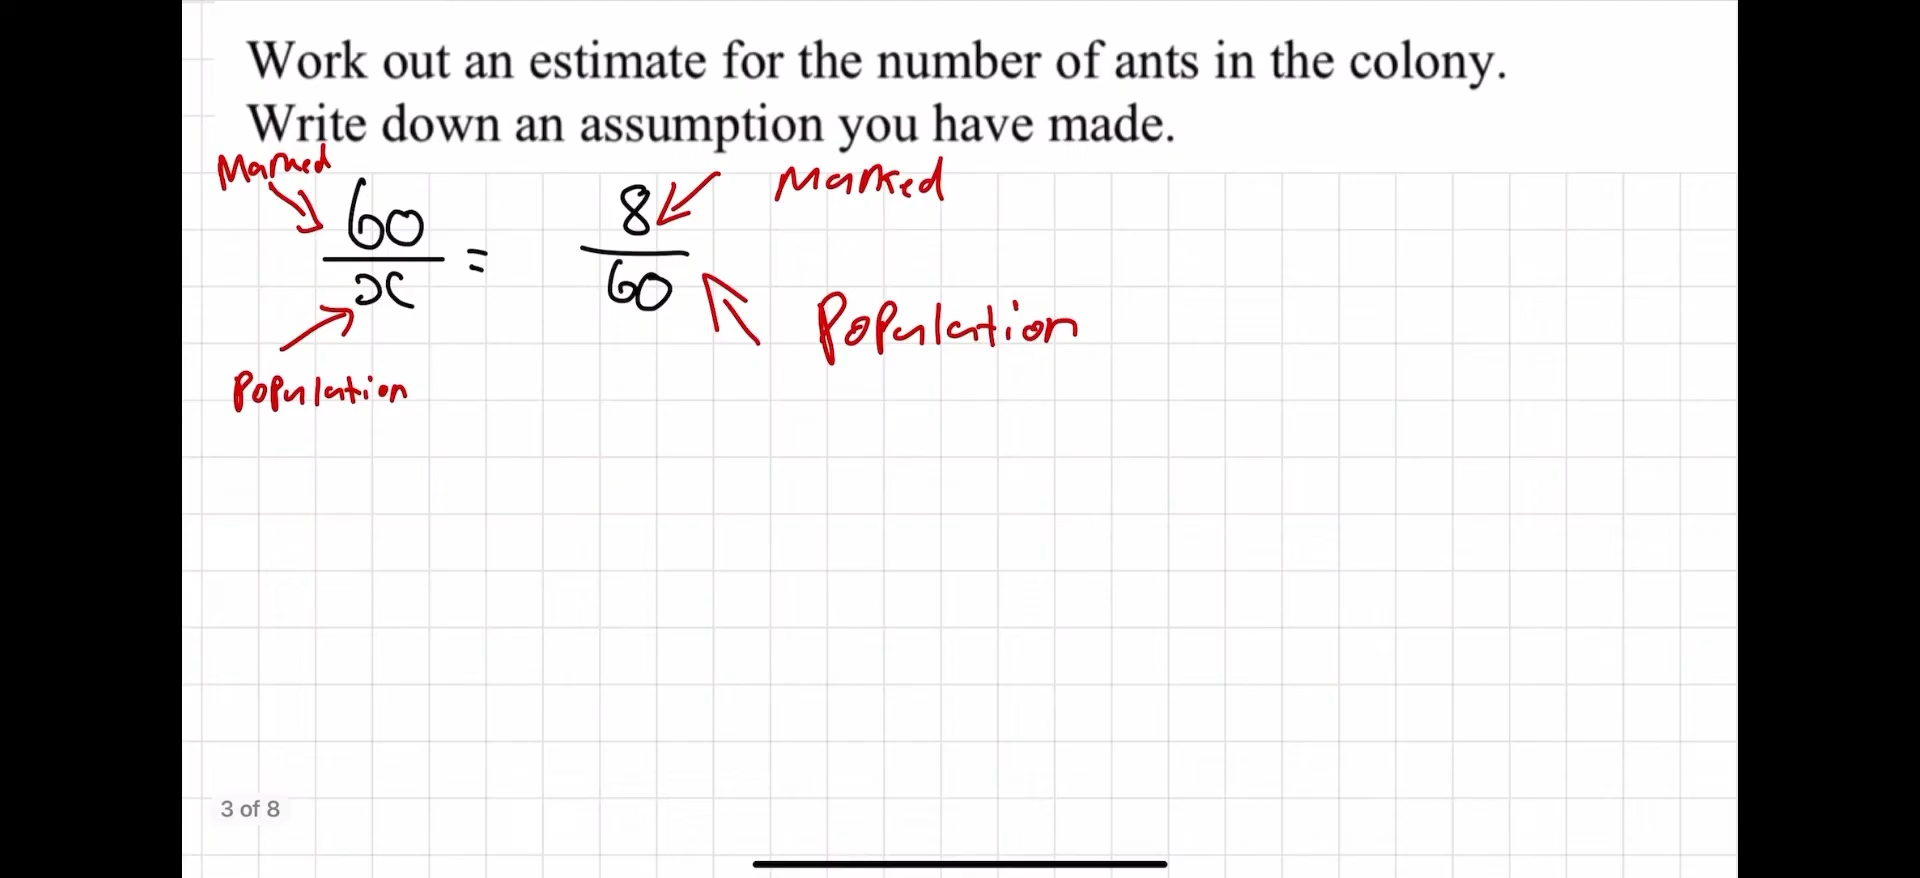 Work out an estimate for the number of ants in the colony.
Write down an assumption you have made.
Marked
Marked
60/x = 8/60
Population
Population
3 of 8